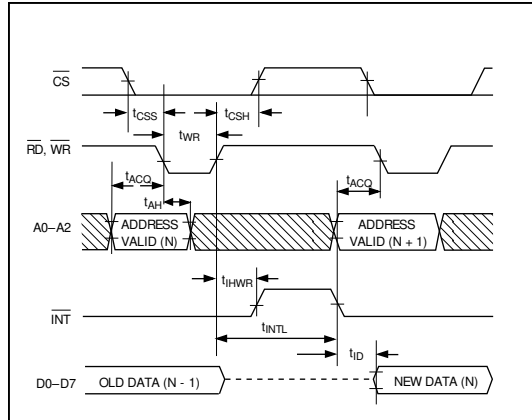 CS
tCSS
tCSH
tWR
RD, WR
tACQ
tACQ
tAH
A0–A2
ADDRESS VALID (N)
ADDRESS VALID (N + 1)
tIHWR
INT
tINTL
tID
D0–D7
OLD DATA (N - 1)
NEW DATA (N)